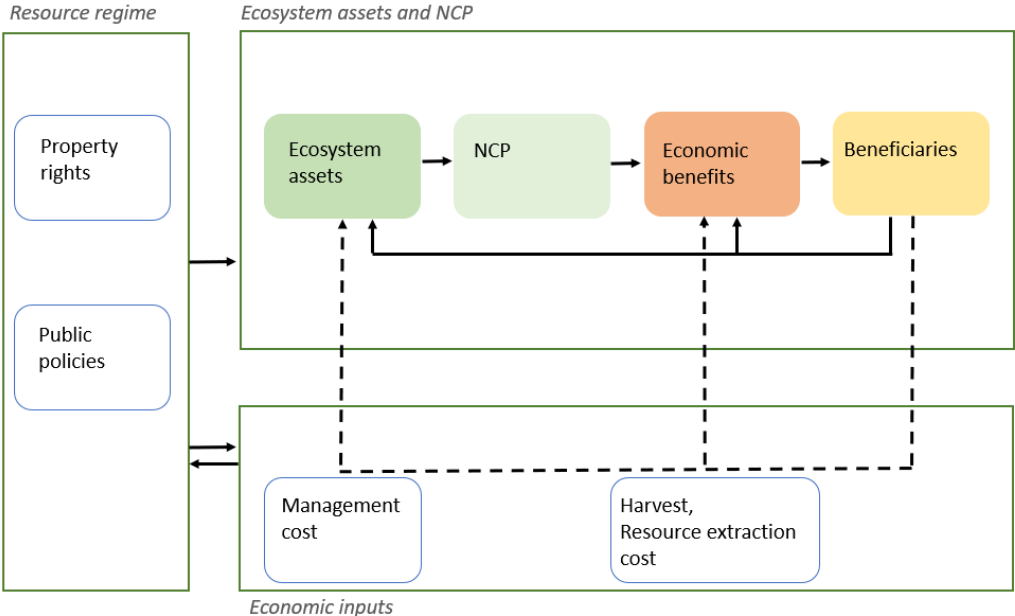 Resource regime
Ecosystem assets and NCP
Property
rights
Public
policies
Ecosystem
assets
NCP
Economic
benefits
Beneficiaries
Management
cost
Harvest,
Resource extraction
cost
Economic inputs